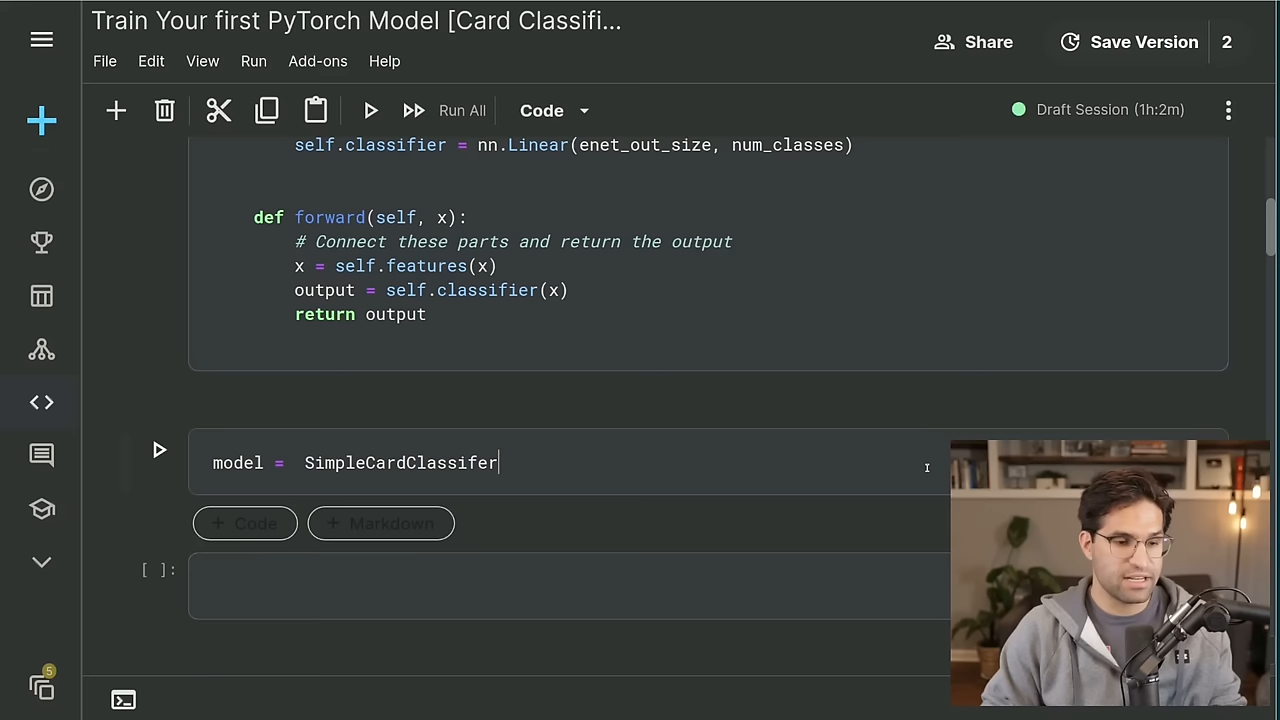 Train Your first PyTorch Model [Card Classifi...
File Edit View Run Add-ons Help
Share
Save Version
2
Run All
Code
Draft Session (1h:2m)
self.classifier = nn.Linear(enet_out_size, num_classes)
def forward(self, x):
# Connect these parts and return the output
x = self.features(x)
output = self.classifier(x)
return output
model =  SimpleCardClassifer
+ Code
+ Markdown
[ ]:
5